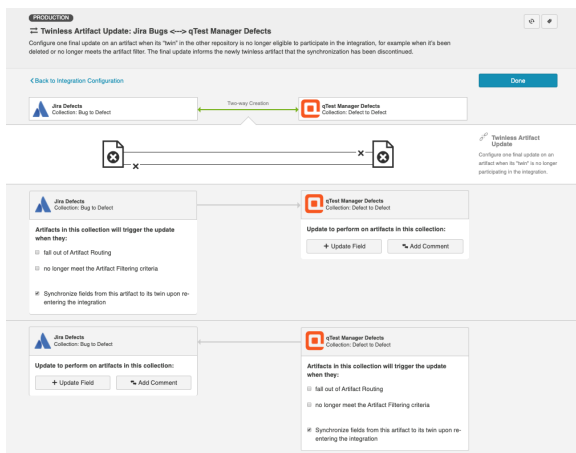 PRODUCTION
Twinless Artifact Update: Jira Bugs <---> qTest Manager Defects
Configure one final update on an artifact when its "twin" in the other repository is no longer eligible to participate in the integration, for example when it's been
deleted or no longer meets the artifact filter. The final update informs the newly twinless artifact that the synchronization has been discontinued.
Back to Integration Configuration
Done
Jira Defects
Collection: Bug to Defect
Two-way Creation
qTest Manager Defects
Collection: Defect to Defect
Twinless Artifact
Update
Configure one final update on an
artifact when its "twin" is no longer
participating in the integration.
Jira Defects
Collection: Bug to Defect
Artifacts in this collection will trigger the update
when they:
fall out of Artifact Routing
no longer meet the Artifact Filtering criteria
Synchronize fields from this artifact to its twin upon re-
entering the integration
qTest Manager Defects
Collection: Defect to Defect
Update to perform on artifacts in this collection:
+ Update Field
Add Comment
Jira Defects
Collection: Bug to Defect
Update to perform on artifacts in this collection:
+ Update Field
Add Comment
qTest Manager Defects
Collection: Defect to Defect
Artifacts in this collection will trigger the update
when they:
fall out of Artifact Routing
no longer meet the Artifact Filtering criteria
Synchronize fields from this artifact to its twin upon re-
entering the integration